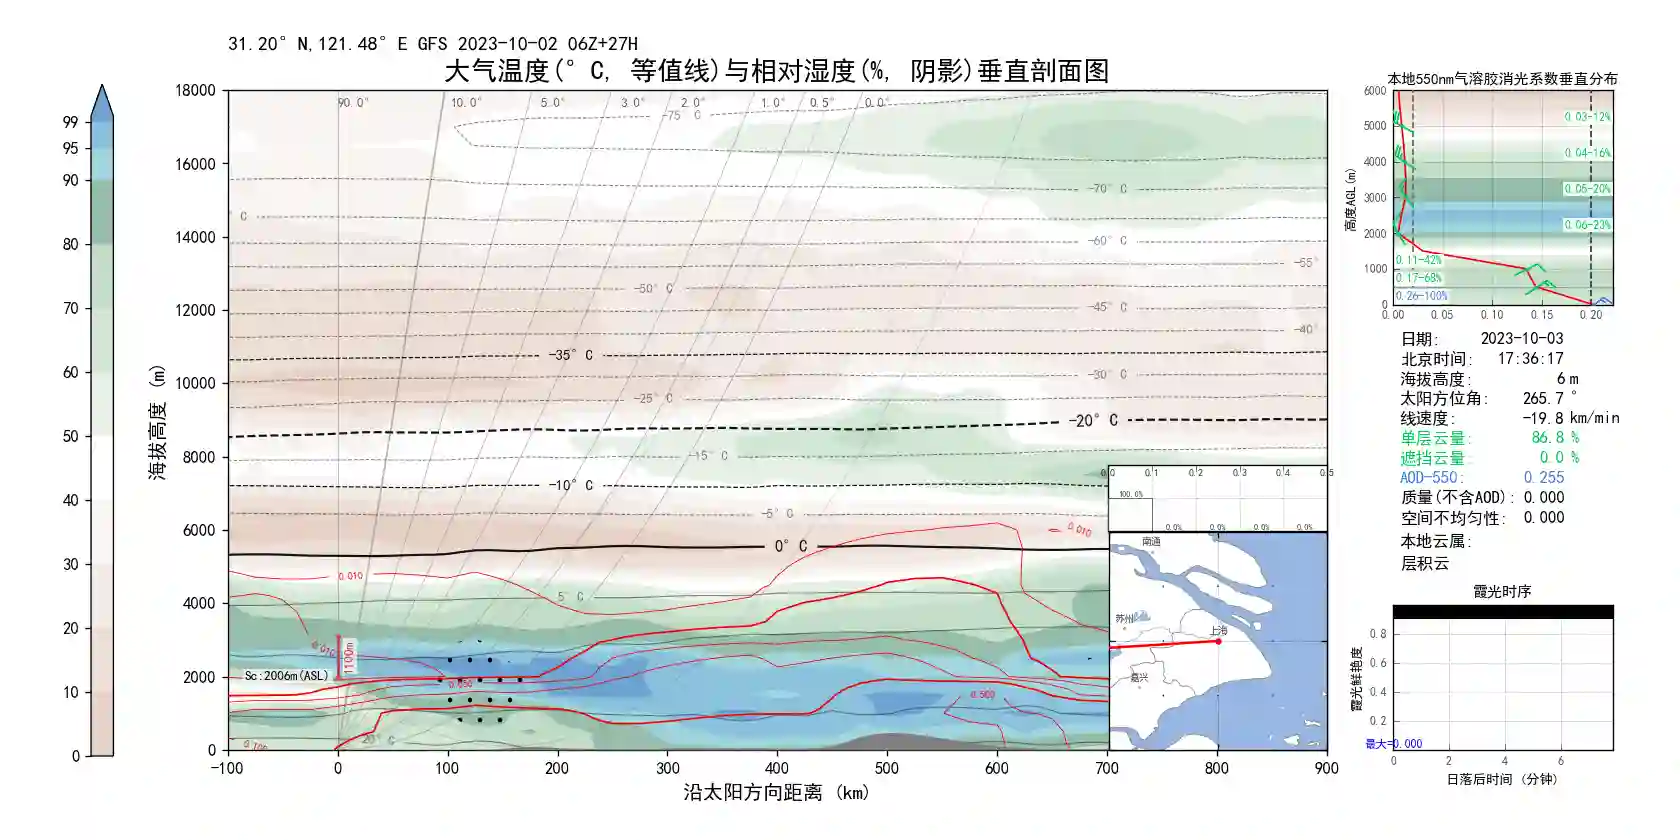 31.20° N,121.48° E GFS 2023-10-02 06Z+27H
大气温度(° C, 等值线)与相对湿度(%, 阴影)垂直剖面图
90.0° 10.0° 5.0° 3.0° 2.0° 1.0° 0.5° 0.0°
99
95
90
80
70
60
50
40
30
20
10
0
海拔高度 (m)
18000
16000
14000
12000
10000
8000
6000
4000
2000
0
-75° C
-70° C
° C
-60° C
-55°
-50° C
-45° C
-40°
-35° C
-30° C
-25° C
-20° C
-15° C
-10° C
-5° C
0° C
5° C
20° C
0.010
0.010
0.010
0.050
0.500
0.100
1100m
Sc:2006m(ASL)
-100 0 100 200 300 400 500 600 700 800 900
沿太阳方向距离 (km)
0.0 0.1 0.2 0.3 0.4 0.5
100.0%
0.0% 0.0% 0.0% 0.0%
南通
苏州
上海
嘉兴
本地550nm气溶胶消光系数垂直分布
高度AGL(m)
6000
5000
4000
3000
2000
1000
0
0.03-12%
0.04-16%
0.05-20%
0.06-23%
0.11-42%
0.17-68%
0.26-100%
0.00 0.05 0.10 0.15 0.20
日期: 2023-10-03
北京时间: 17:36:17
海拔高度: 6 m
太阳方位角: 265.7 °
线速度: -19.8 km/min
单层云量: 86.8 %
遮挡云量: 0.0 %
AOD-550: 0.255
质量(不含AOD): 0.000
空间不均匀性: 0.000
本地云属:
层积云
霞光时序
霞光鲜艳度
0.8
0.6
0.4
0.2
最大=0.000
0 2 4 6
日落后时间 (分钟)